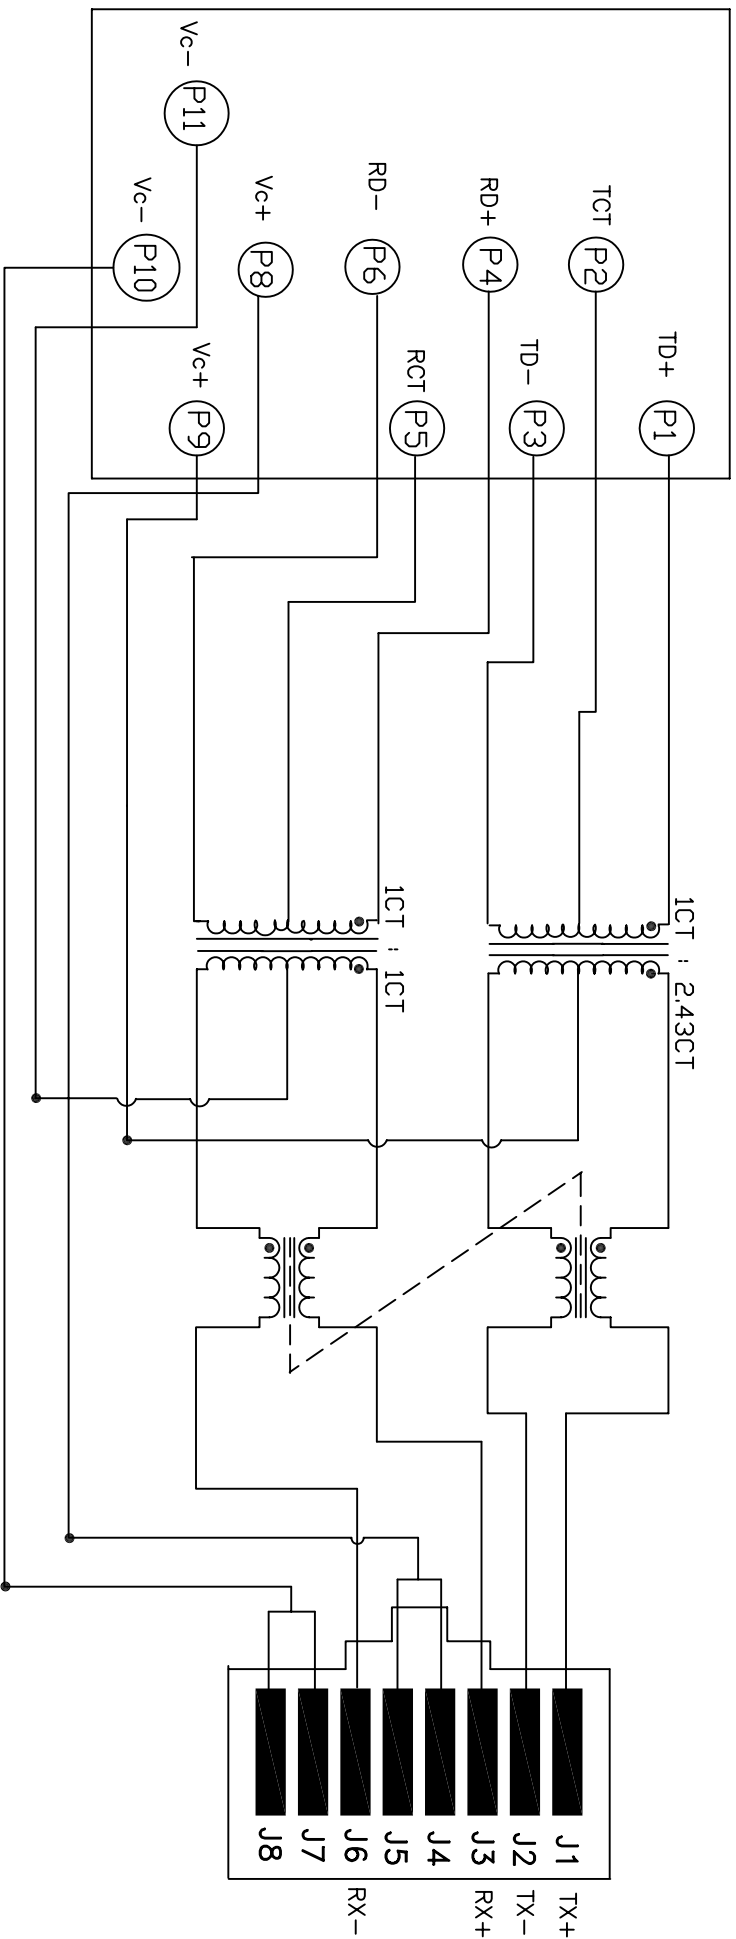 TD+ P1
TCT P2
TD- P3
RD+ P4
RCT P5
RD- P6
Vc+ P8
Vc+ P9
Vc- P11
Vc- P10
1CT : 2.43CT
1CT : 1CT
J1 TX+
J2 TX-
J3 RX+
J4
J5
J6 RX-
J7
J8